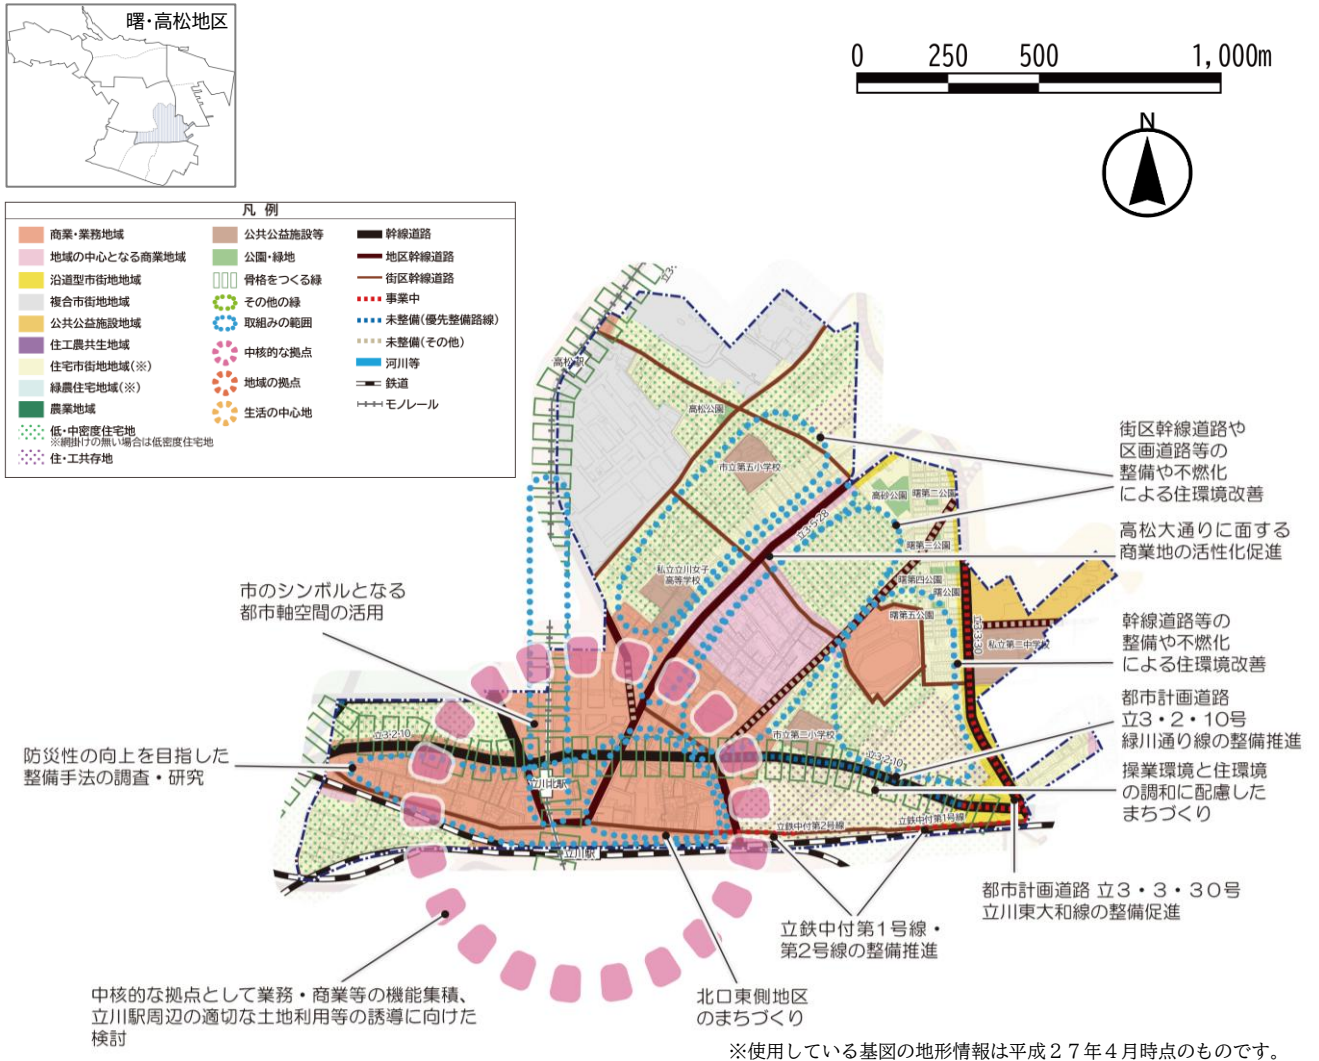 曙・高松地区
0 250 500 1,000m
N
凡 例
商業・業務地域
地域の中心となる商業地域
沿道型市街地地域
複合市街地地域
公共公益施設地域
住工農共生地域
住宅市街地地域(※)
緑農住宅地域(※)
農業地域
低・中密度住宅地
※網掛けの無い場合は低密度住宅地
住・工共存地
公共公益施設等
公園・緑地
骨格をつくる緑
その他の緑
取組みの範囲
中核的な拠点
地域の拠点
生活の中心地
幹線道路
地区幹線道路
街区幹線道路
事業中
未整備(優先整備路線)
未整備(その他)
河川等
鉄道
モノレール
高松駅
高松公園
市立第五小学校
高砂公園
曙第二公園
立3・5・28
曙第三公園
私立立川女子
高等学校
曙第四公園
曙公園
曙第五公園
立3・3・30
市立第二小学校
立3・2・10
立3・2・10
立川北駅
立川駅
立鉄中付第2号線
立鉄中付第1号線
街区幹線道路や
区画道路等の
整備や不燃化
による住環境改善
高松大通りに面する
商業地の活性化促進
幹線道路等の
整備や不燃化
による住環境改善
都市計画道路
立3・2・10号
緑川通り線の整備推進
操業環境と住環境
の調和に配慮した
まちづくり
都市計画道路 立3・3・30号
立川東大和線の整備促進
立鉄中付第1号線・
第2号線の整備推進
北口東側地区
のまちづくり
市のシンボルとなる
都市軸空間の活用
防災性の向上を目指した
整備手法の調査・研究
中核的な拠点として業務・商業等の機能集積、
立川駅周辺の適切な土地利用等の誘導に向けた
検討
※使用している基図の地形情報は平成２７年４月時点のものです。